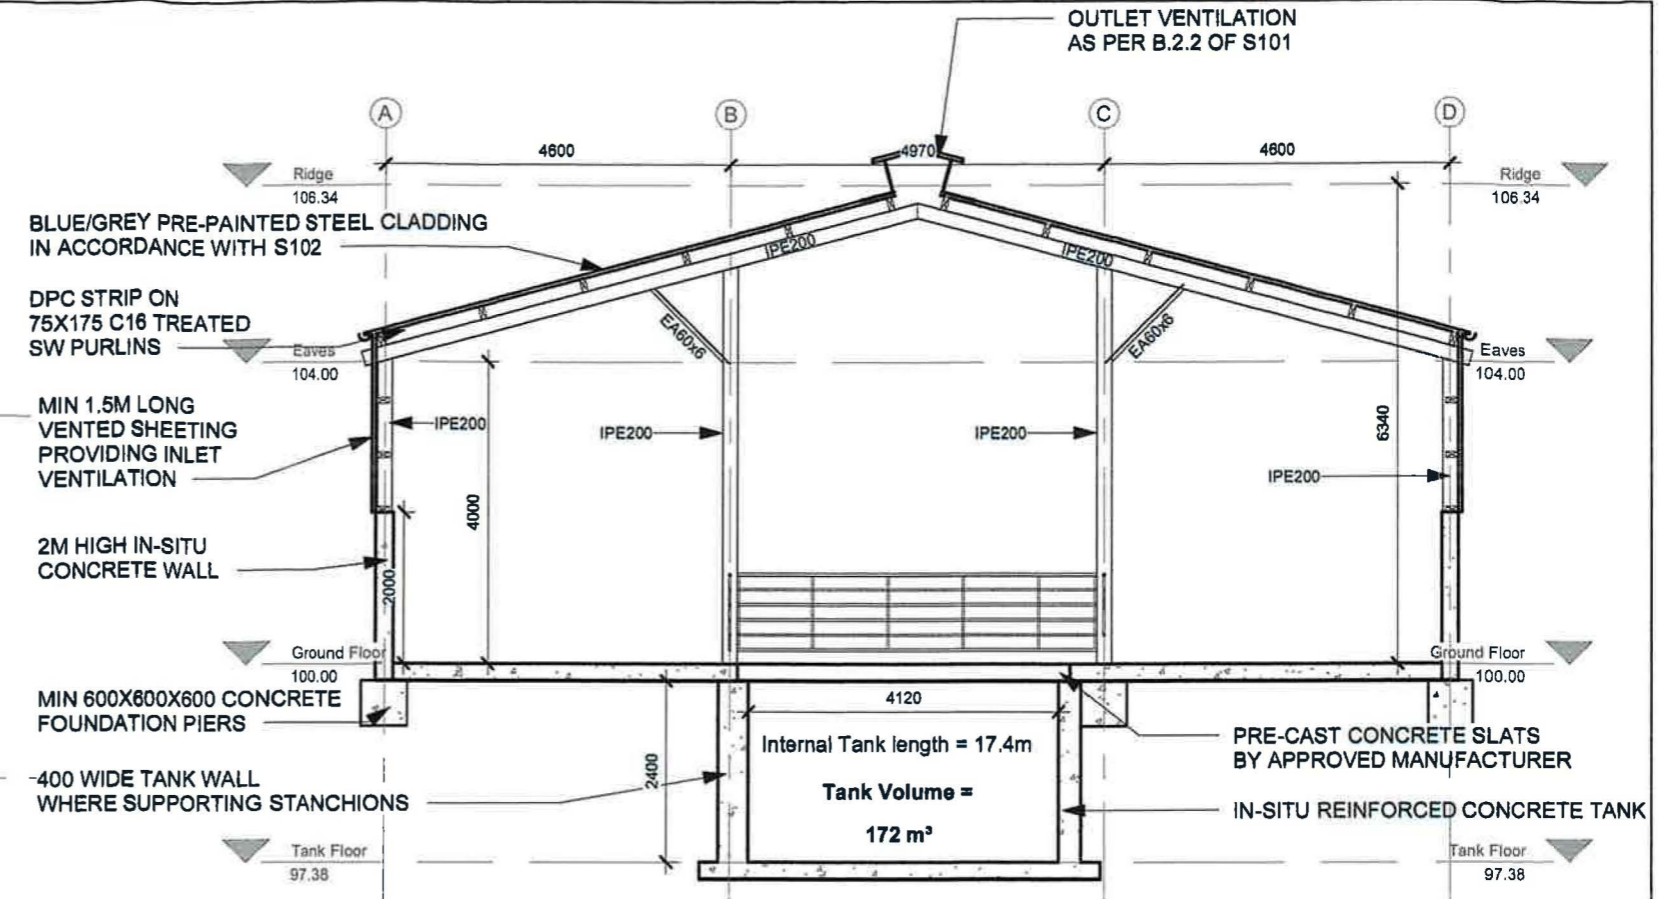 OUTLET VENTILATION
AS PER B.2.2 OF S101
A
B
C
D
4600
4970
4600
Ridge
106.34
Ridge
106.34
BLUE/GREY PRE-PAINTED STEEL CLADDING
IN ACCORDANCE WITH S102
IPE200
IPE200
DPC STRIP ON
75X175 C16 TREATED
SW PURLINS
EA60x6
EA60x6
Eaves
104.00
Eaves
104.00
MIN 1.5M LONG
VENTED SHEETING
PROVIDING INLET
VENTILATION
IPE200
IPE200
IPE200
IPE200
6340
4000
2M HIGH IN-SITU
CONCRETE WALL
2000
Ground Floor
100.00
Ground Floor
100.00
MIN 600X600X600 CONCRETE
FOUNDATION PIERS
4120
Internal Tank length = 17.4m
Tank Volume =
172 m³
2400
PRE-CAST CONCRETE SLATS
BY APPROVED MANUFACTURER
400 WIDE TANK WALL
WHERE SUPPORTING STANCHIONS
IN-SITU REINFORCED CONCRETE TANK
Tank Floor
97.38
Tank Floor
97.38